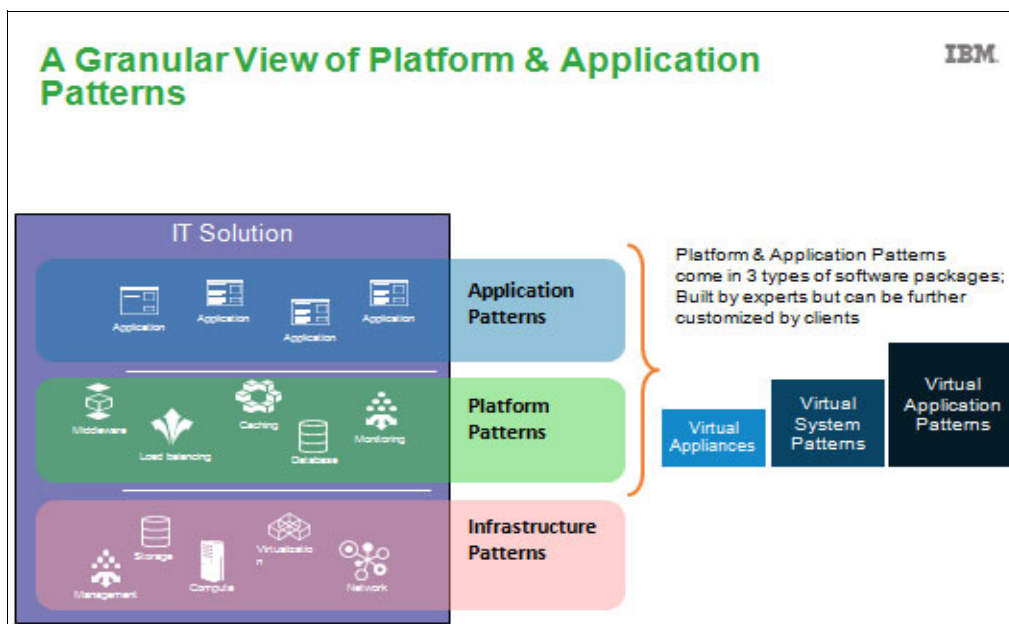 A Granular View of Platform & Application
Patterns
IBM
IT Solution
Application
Application
Application
Application
Application
Patterns
Platform & Application Patterns
come in 3 types of software packages;
Built by experts but can be further
customized by clients
Middleware
Load balancing
Caching
Database
Monitoring
Platform
Patterns
Virtual
Appliances
Virtual
System
Patterns
Virtual
Application
Patterns
Management
Storage
Compute
Virtualizatio
n
Network
Infrastructure
Patterns